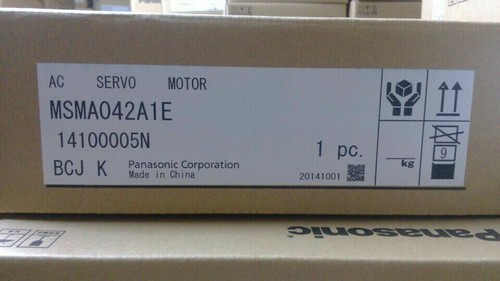 AC SERVO MOTOR
MSMA042A1E
14100005N
1 pc.
kg
9
BCJ K
Panasonic Corporation
Made in China
20141001
Panasonic